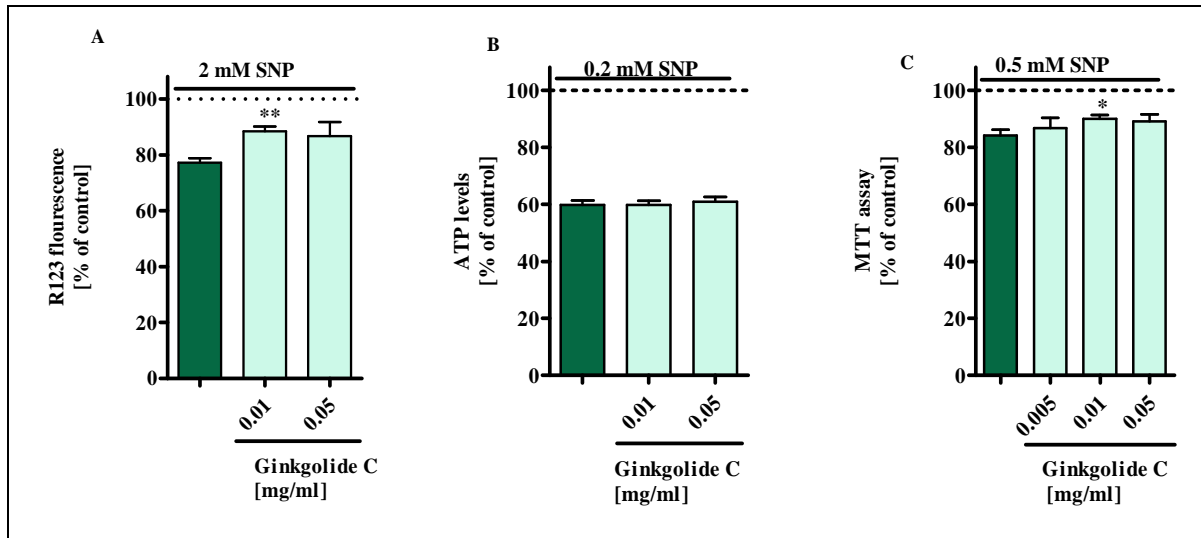 A
2 mM SNP
R123 flourescence
[% of control]
100
80
60
40
20
0
**
0.01
0.05
Ginkgolide C
[mg/ml]
B
0.2 mM SNP
ATP levels
[% of control]
100
80
60
40
20
0
0.01
0.05
Ginkgolide C
[mg/ml]
C
0.5 mM SNP
MTT assay
[% of control]
100
80
60
40
20
0
*
0.005
0.01
0.05
Ginkgolide C
[mg/ml]